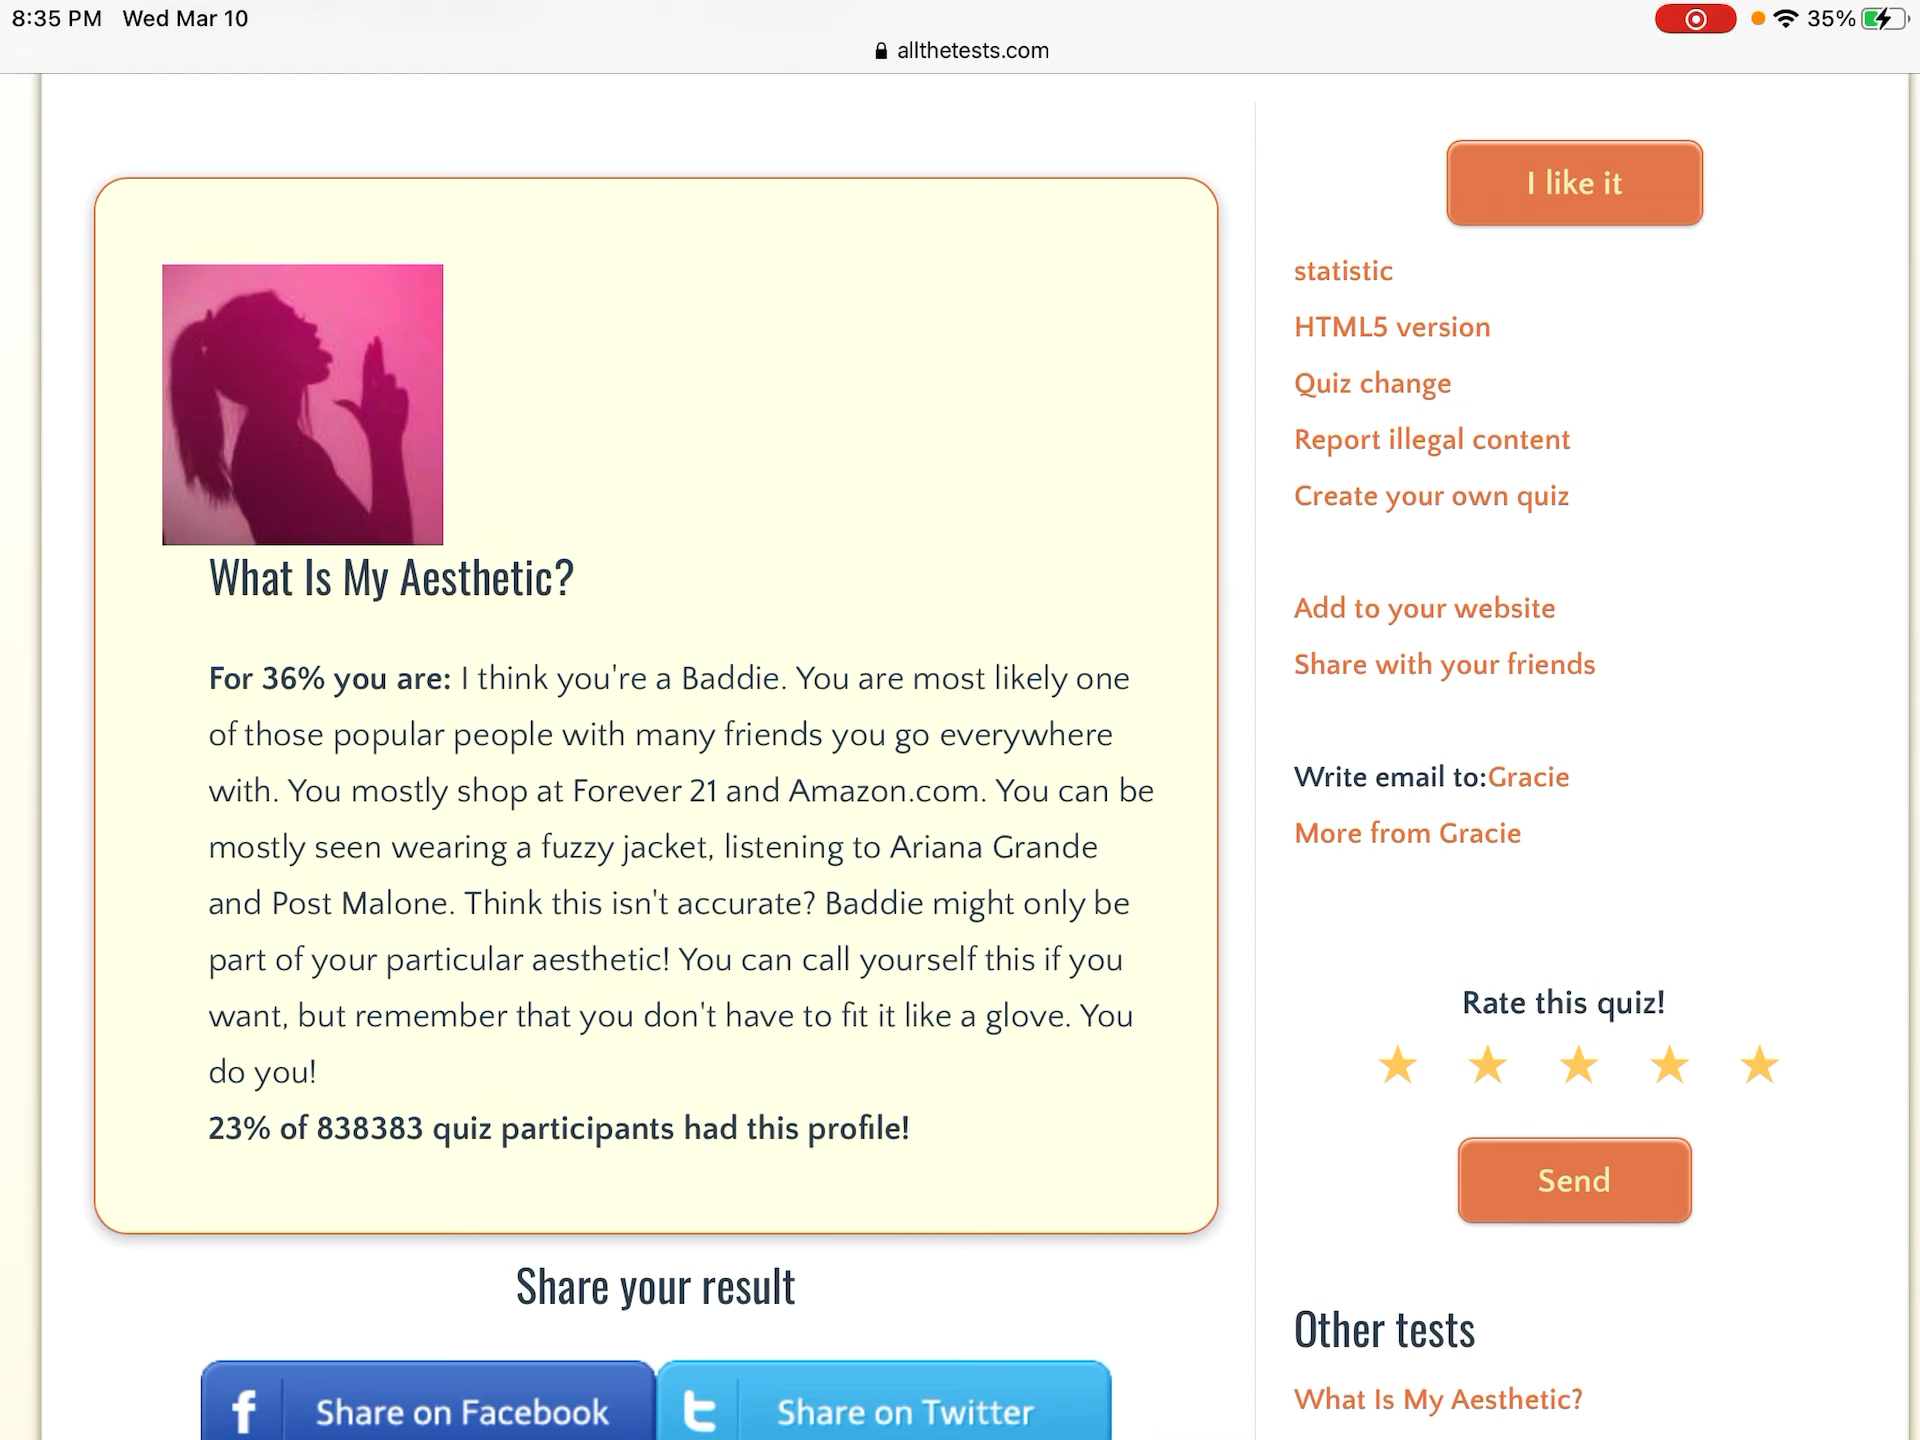 8:35 PM Wed Mar 10
35%
allthetests.com
I like it
statistic
HTML5 version
Quiz change
Report illegal content
Create your own quiz
Add to your website
Share with your friends
Write email to:Gracie
More from Gracie
Rate this quiz!
Send
Other tests
What Is My Aesthetic?
What Is My Aesthetic?
For 36% you are: I think you're a Baddie. You are most likely one
of those popular people with many friends you go everywhere
with. You mostly shop at Forever 21 and Amazon.com. You can be
mostly seen wearing a fuzzy jacket, listening to Ariana Grande
and Post Malone. Think this isn't accurate? Baddie might only be
part of your particular aesthetic! You can call yourself this if you
want, but remember that you don't have to fit it like a glove. You
do you!
23% of 838383 quiz participants had this profile!
Share your result
f Share on Facebook
t Share on Twitter